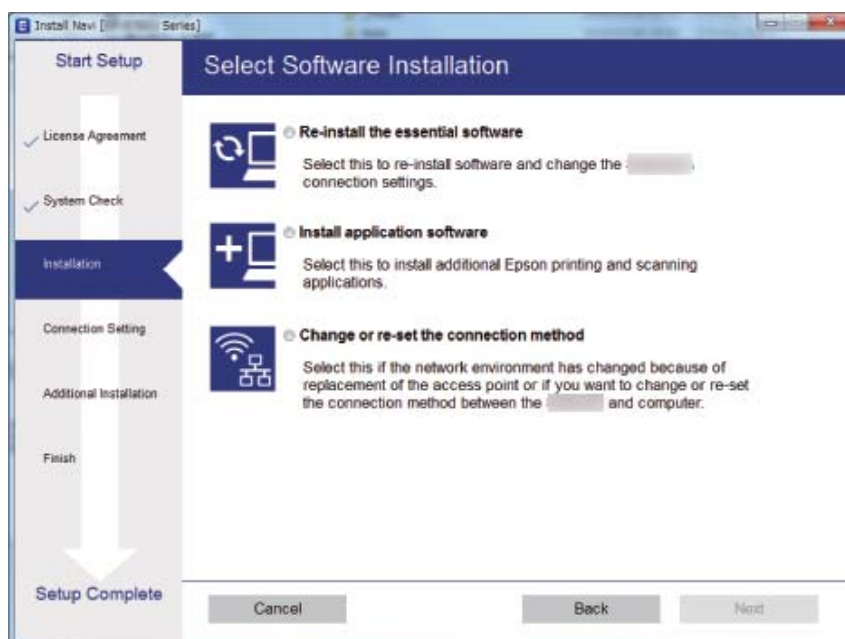 Install Navi [ Series]
Start Setup
License Agreement
System Check
Installation
Connection Setting
Additional Installation
Finish
Setup Complete
Select Software Installation
Re-install the essential software
Select this to re-install software and change the
connection settings.
Install application software
Select this to install additional Epson printing and scanning
applications.
Change or re-set the connection method
Select this if the network environment has changed because of
replacement of the access point or if you want to change or re-set
the connection method between the and computer.
Cancel
Back
Next